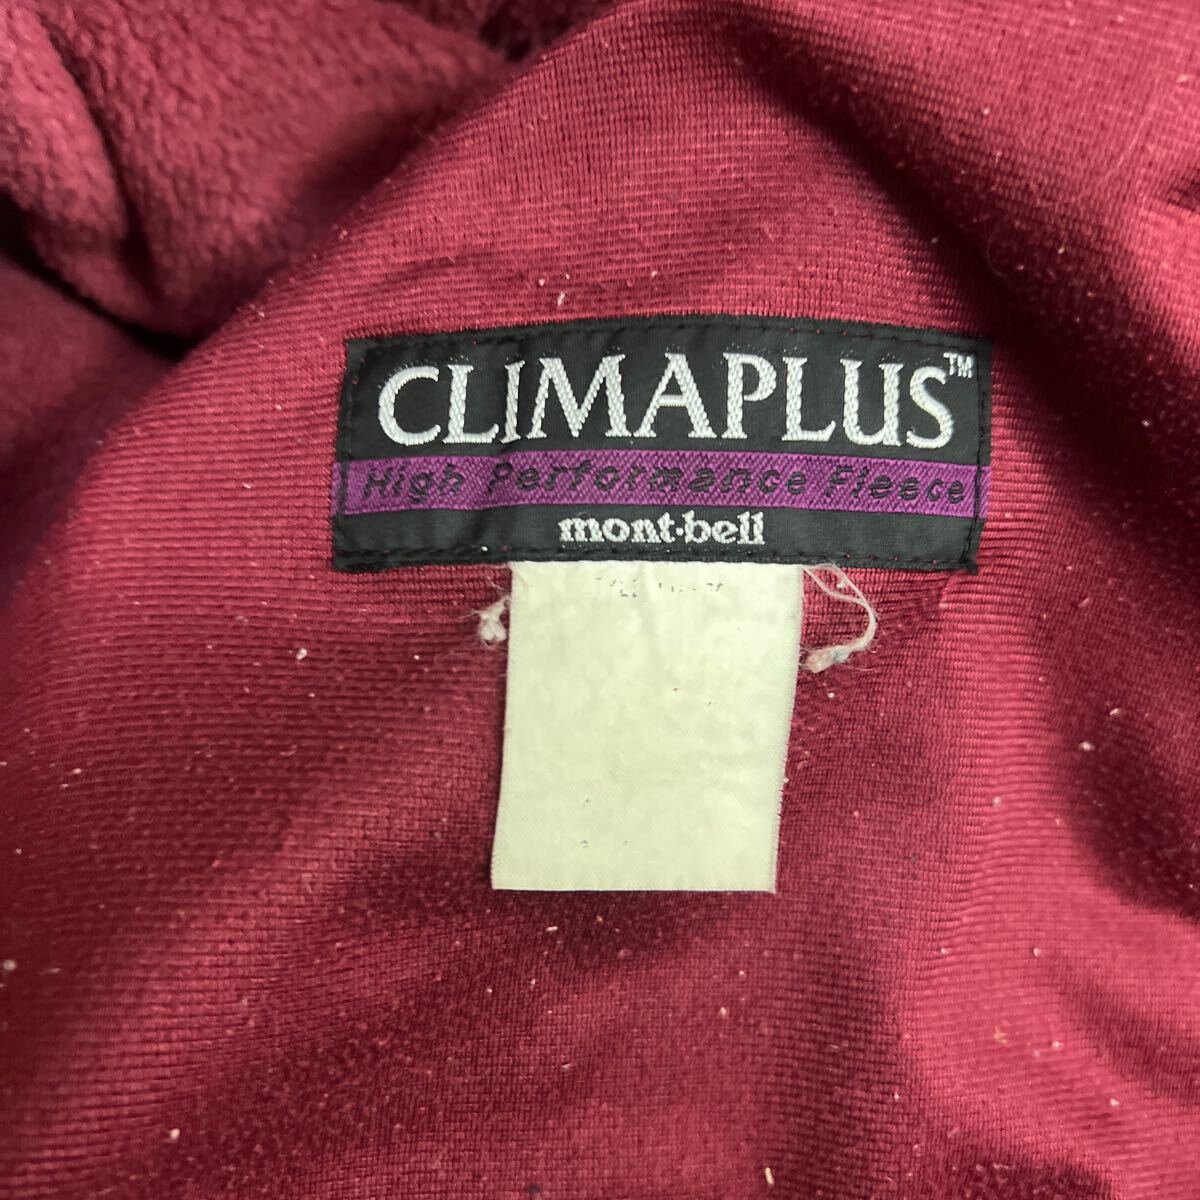 CLIMAPLUS™
High Performance Fleece
mont·bell